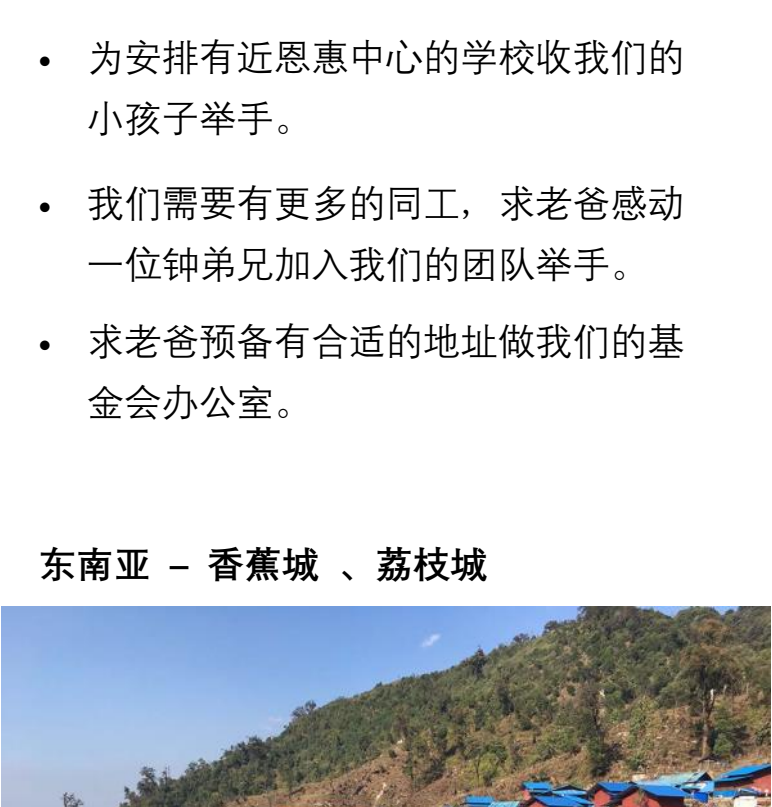 • 为安排有近恩惠中心的学校收我们的
小孩子举手。
• 我们需要有更多的同工，求老爸感动
一位钟弟兄加入我们的团队举手。
• 求老爸预备有合适的地址做我们的基
金会办公室。
东南亚 – 香蕉城 、荔枝城